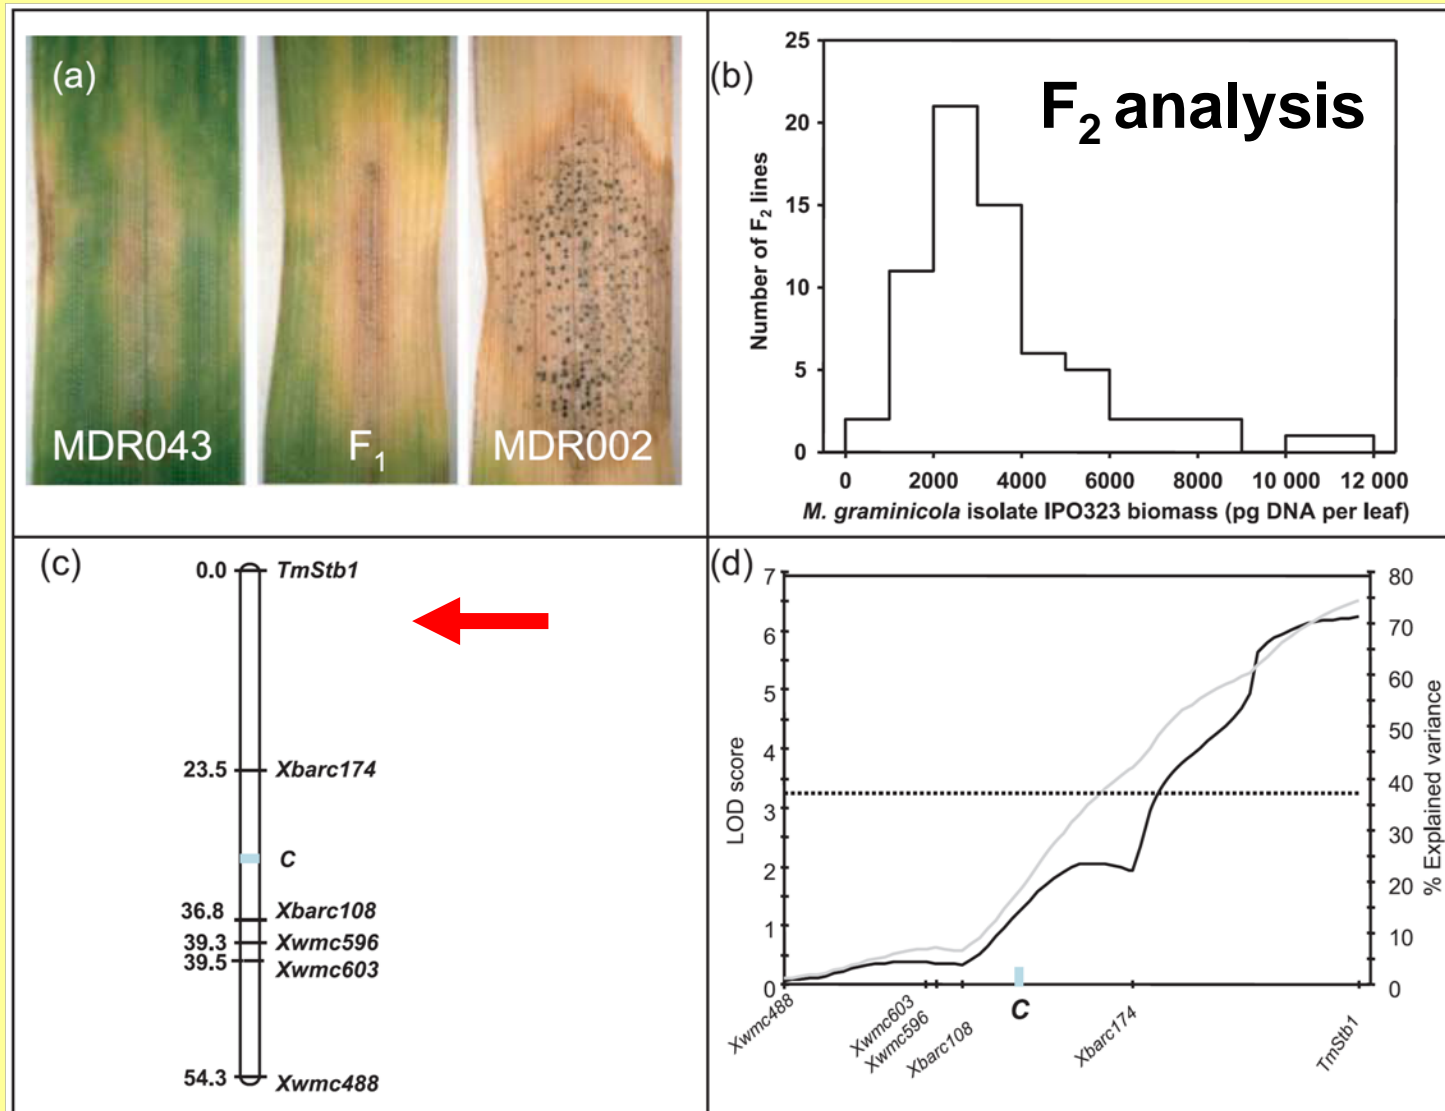 (a)
MDR043
F1
MDR002
(b)
F2 analysis
Number of F2 lines
25
20
15
10
5
0
0 2000 4000 6000 8000 10 000 12 000
M. graminicola isolate IPO323 biomass (pg DNA per leaf)
(c)
0.0 TmStb1
23.5 Xbarc174
C
36.8 Xbarc108
39.3 Xwmc596
39.5 Xwmc603
54.3 Xwmc488
(d)
LOD score
7
6
5
4
3
2
1
0
% Explained variance
80
70
60
50
40
30
20
10
0
Xwmc488
Xwmc603
Xwmc596
Xbarc108
C
Xbarc174
TmStb1